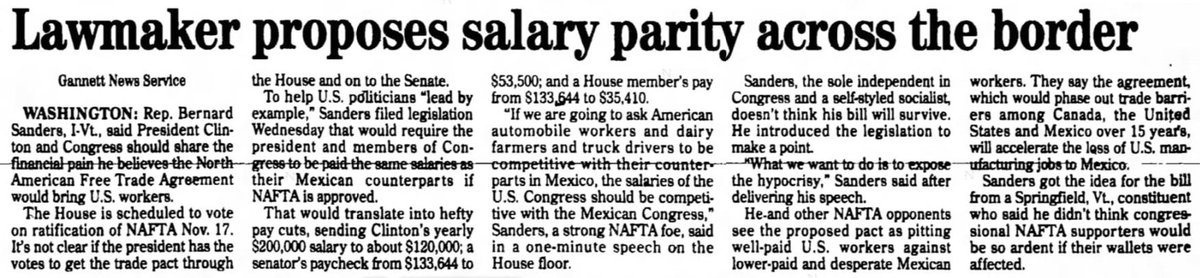 Lawmaker proposes salary parity across the border
Gannett News Service
WASHINGTON: Rep. Bernard
Sanders, I-Vt., said President Clin-
ton and Congress should share the
financial pain he believes the North
American Free Trade Agreement
would bring U.S. workers.
The House is scheduled to vote
on ratification of NAFTA Nov. 17.
It's not clear if the president has the
votes to get the trade pact through
the House and on to the Senate.
To help U.S. politicians "lead by
example," Sanders filed legislation
Wednesday that would require the
president and members of Con-
gress to be paid the same salaries as
their Mexican counterparts if
NAFTA is approved.
That would translate into hefty
pay cuts, sending Clinton's yearly
$200,000 salary to about $120,000; a
senator's paycheck from $133,644 to
$53,500; and a House member's pay
from $133,644 to $35,410.
"If we are going to ask American
automobile workers and dairy
farmers and truck drivers to be
competitive with their counter-
parts in Mexico, the salaries of the
U.S. Congress should be competi-
tive with the Mexican Congress,"
Sanders, a strong NAFTA foe, said
in a one-minute speech on the
House floor.
Sanders, the sole independent in
Congress and a self-styled socialist,
doesn't think his bill will survive.
He introduced the legislation to
make a point.
"What we want to do is to expose
the hypocrisy," Sanders said after
delivering his speech.
He and other NAFTA opponents
see the proposed pact as pitting
well-paid U.S. workers against
lower-paid and desperate Mexican
workers. They say the agreement,
which would phase out trade barri-
ers among Canada, the United
States and Mexico over 15 years,
will accelerate the loss of U.S. man-
ufacturing jobs to Mexico.
Sanders got the idea for the bill
from a Springfield, Vt., constituent
who said he didn't think congres-
sional NAFTA supporters would
be so ardent if their wallets were
affected.